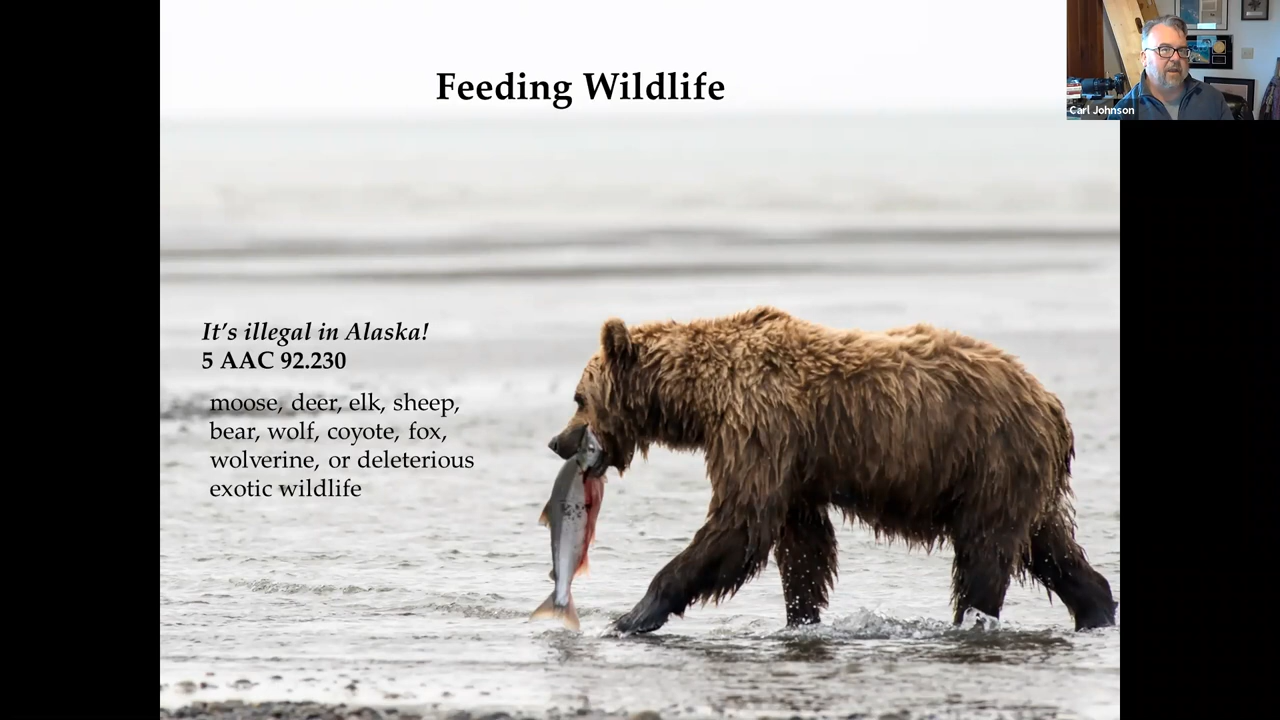 Feeding Wildlife
Carl Johnson
It's illegal in Alaska!
5 AAC 92.230
moose, deer, elk, sheep,
bear, wolf, coyote, fox,
wolverine, or deleterious
exotic wildlife